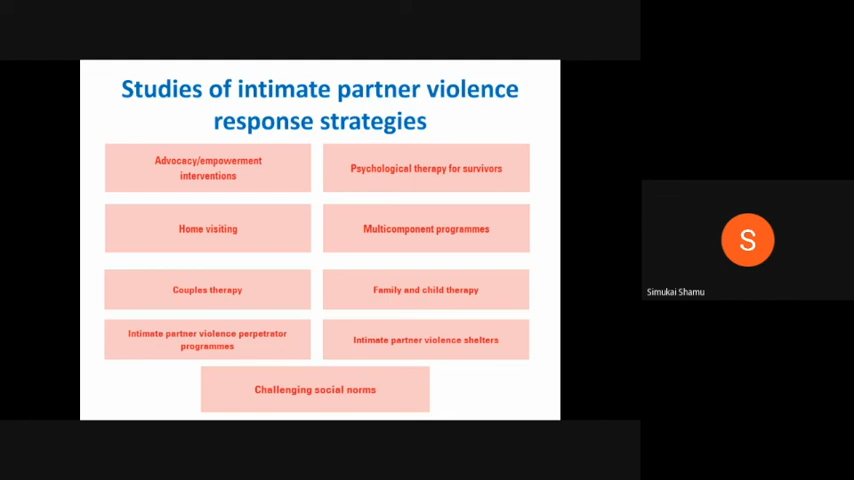 Studies of intimate partner violence
response strategies
Advocacy/empowerment
interventions
Psychological therapy for survivors
Home visiting
Multicomponent programmes
Couples therapy
Family and child therapy
Intimate partner violence perpetrator
programmes
Intimate partner violence shelters
Challenging social norms
S
Simukai Shamu